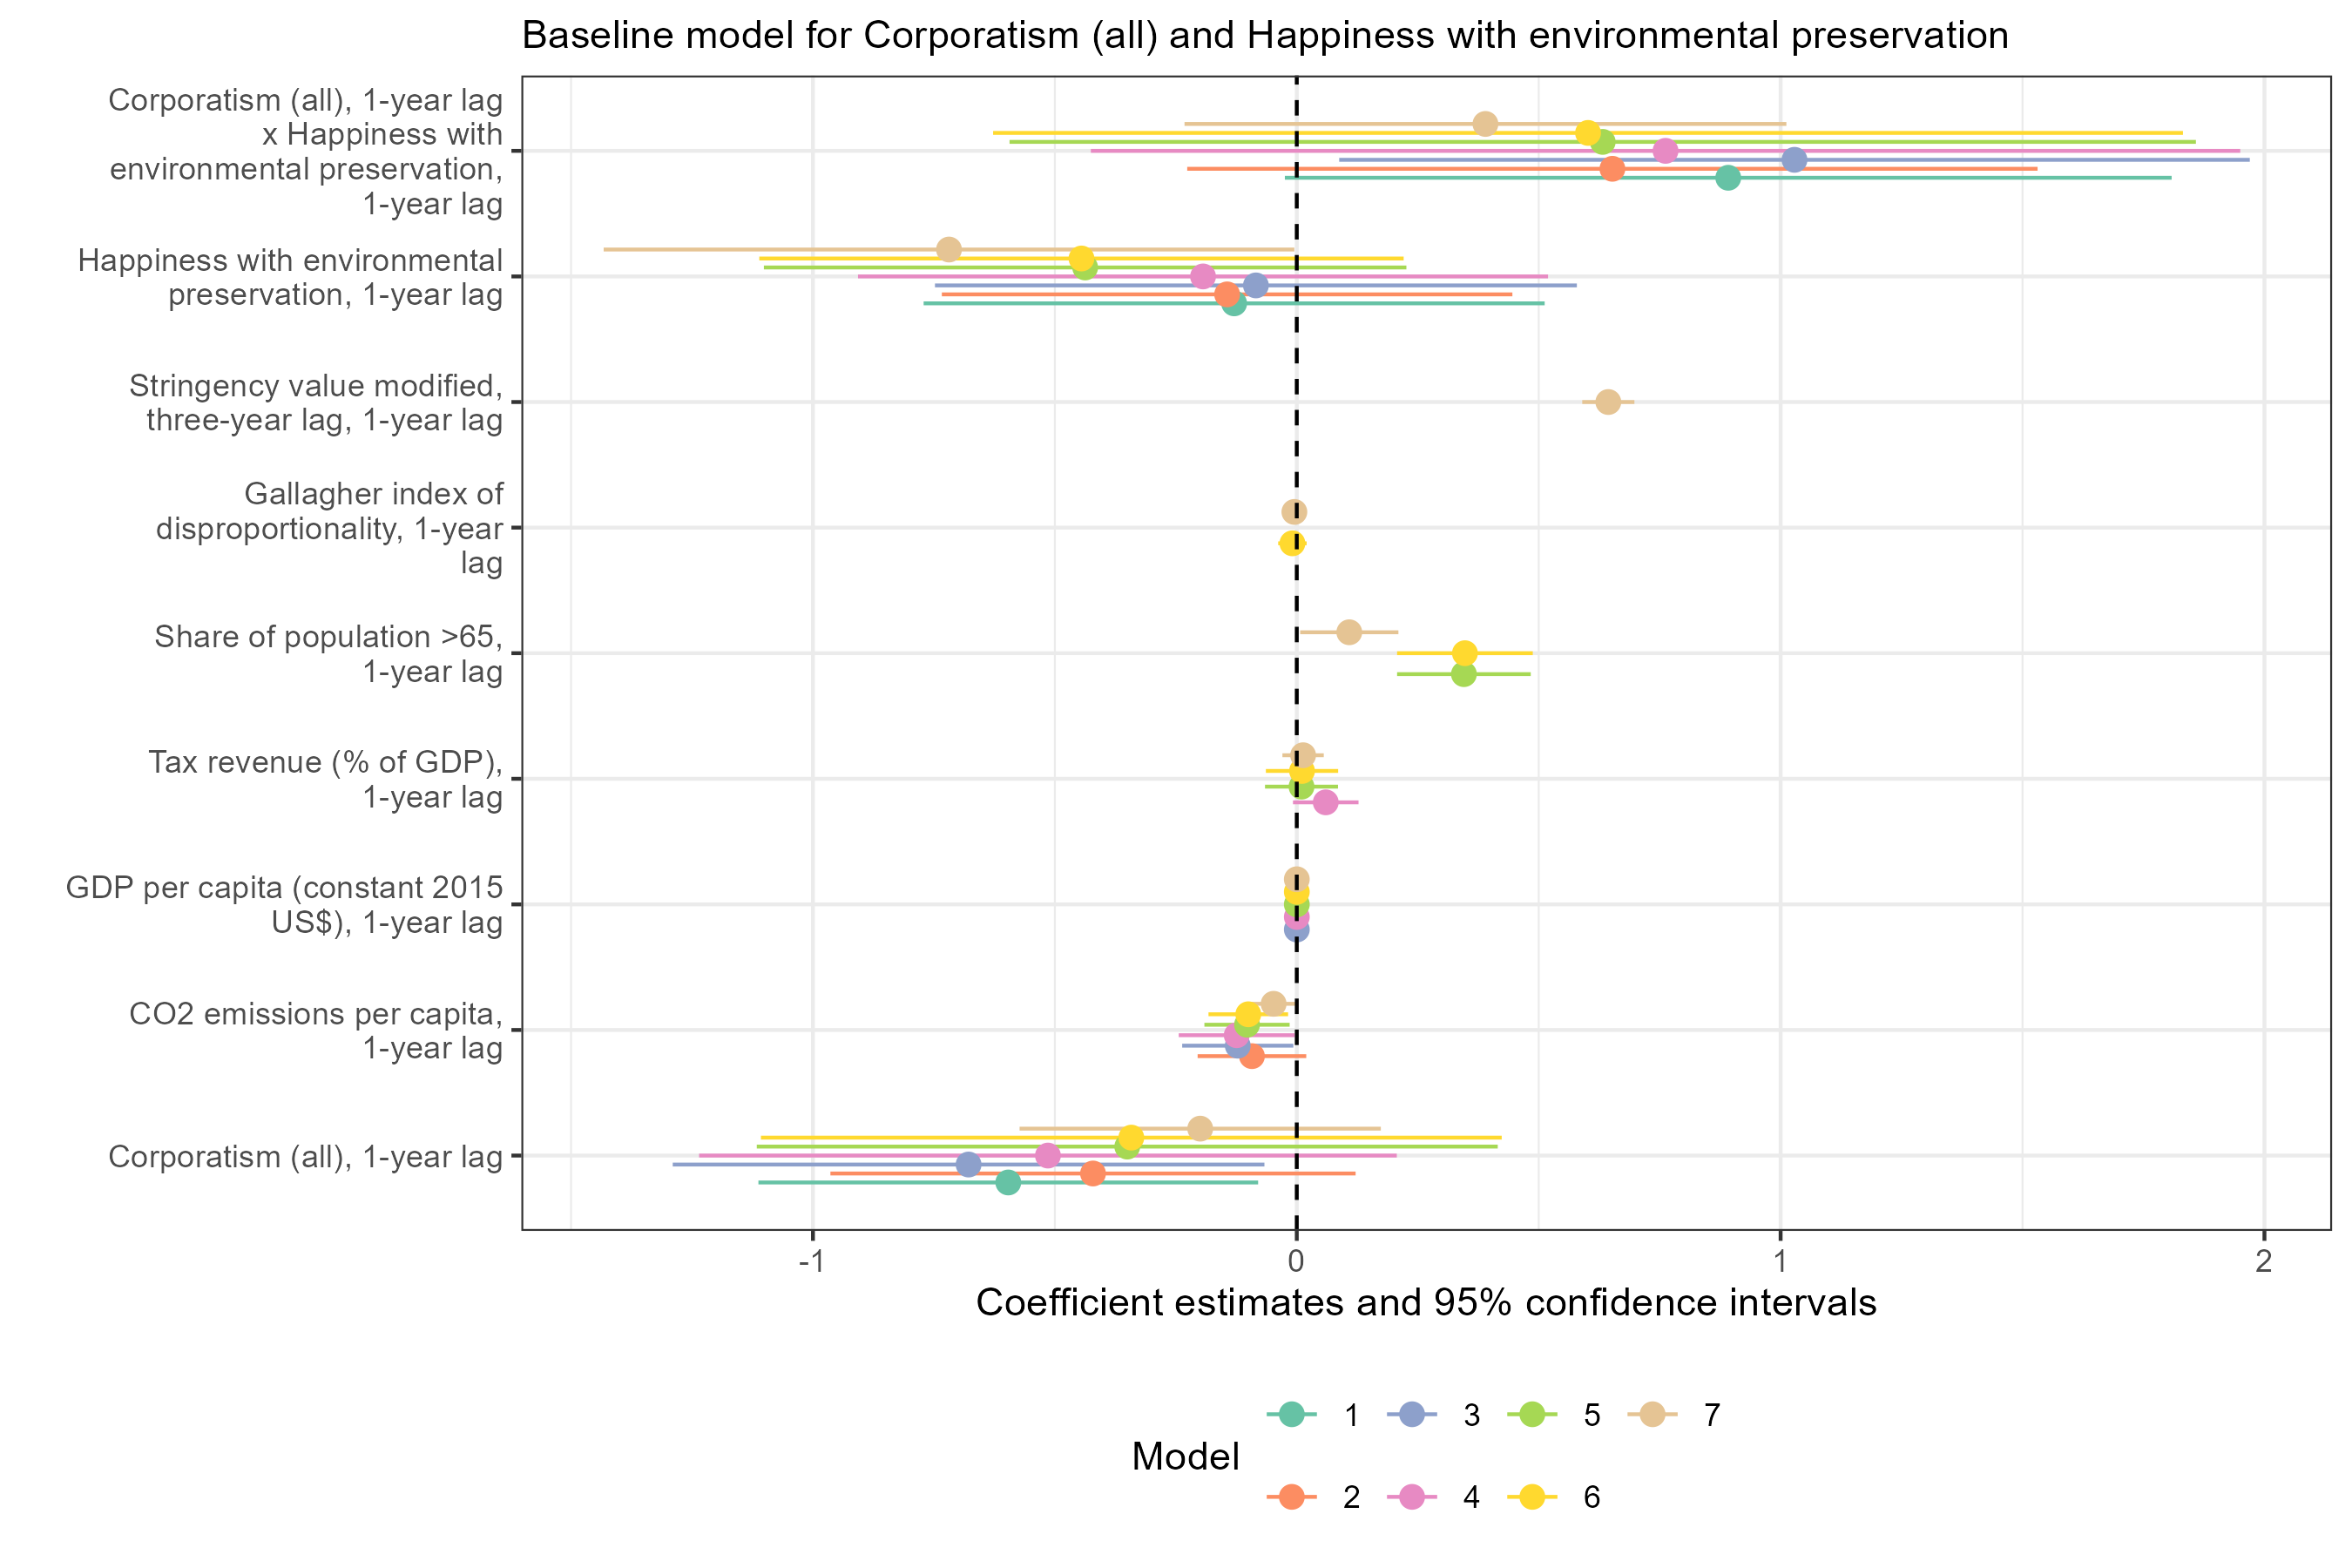 Baseline model for Corporatism (all) and Happiness with environmental preservation
Corporatism (all), 1-year lag
x Happiness with
environmental preservation,
1-year lag
Happiness with environmental
preservation, 1-year lag
Stringency value modified,
three-year lag, 1-year lag
Gallagher index of
disproportionality, 1-year
lag
Share of population >65,
1-year lag
Tax revenue (% of GDP),
1-year lag
GDP per capita (constant 2015
US$), 1-year lag
CO2 emissions per capita,
1-year lag
Corporatism (all), 1-year lag
-1 0 1 2
Coefficient estimates and 95% confidence intervals
Model
1 3 5 7
2 4 6